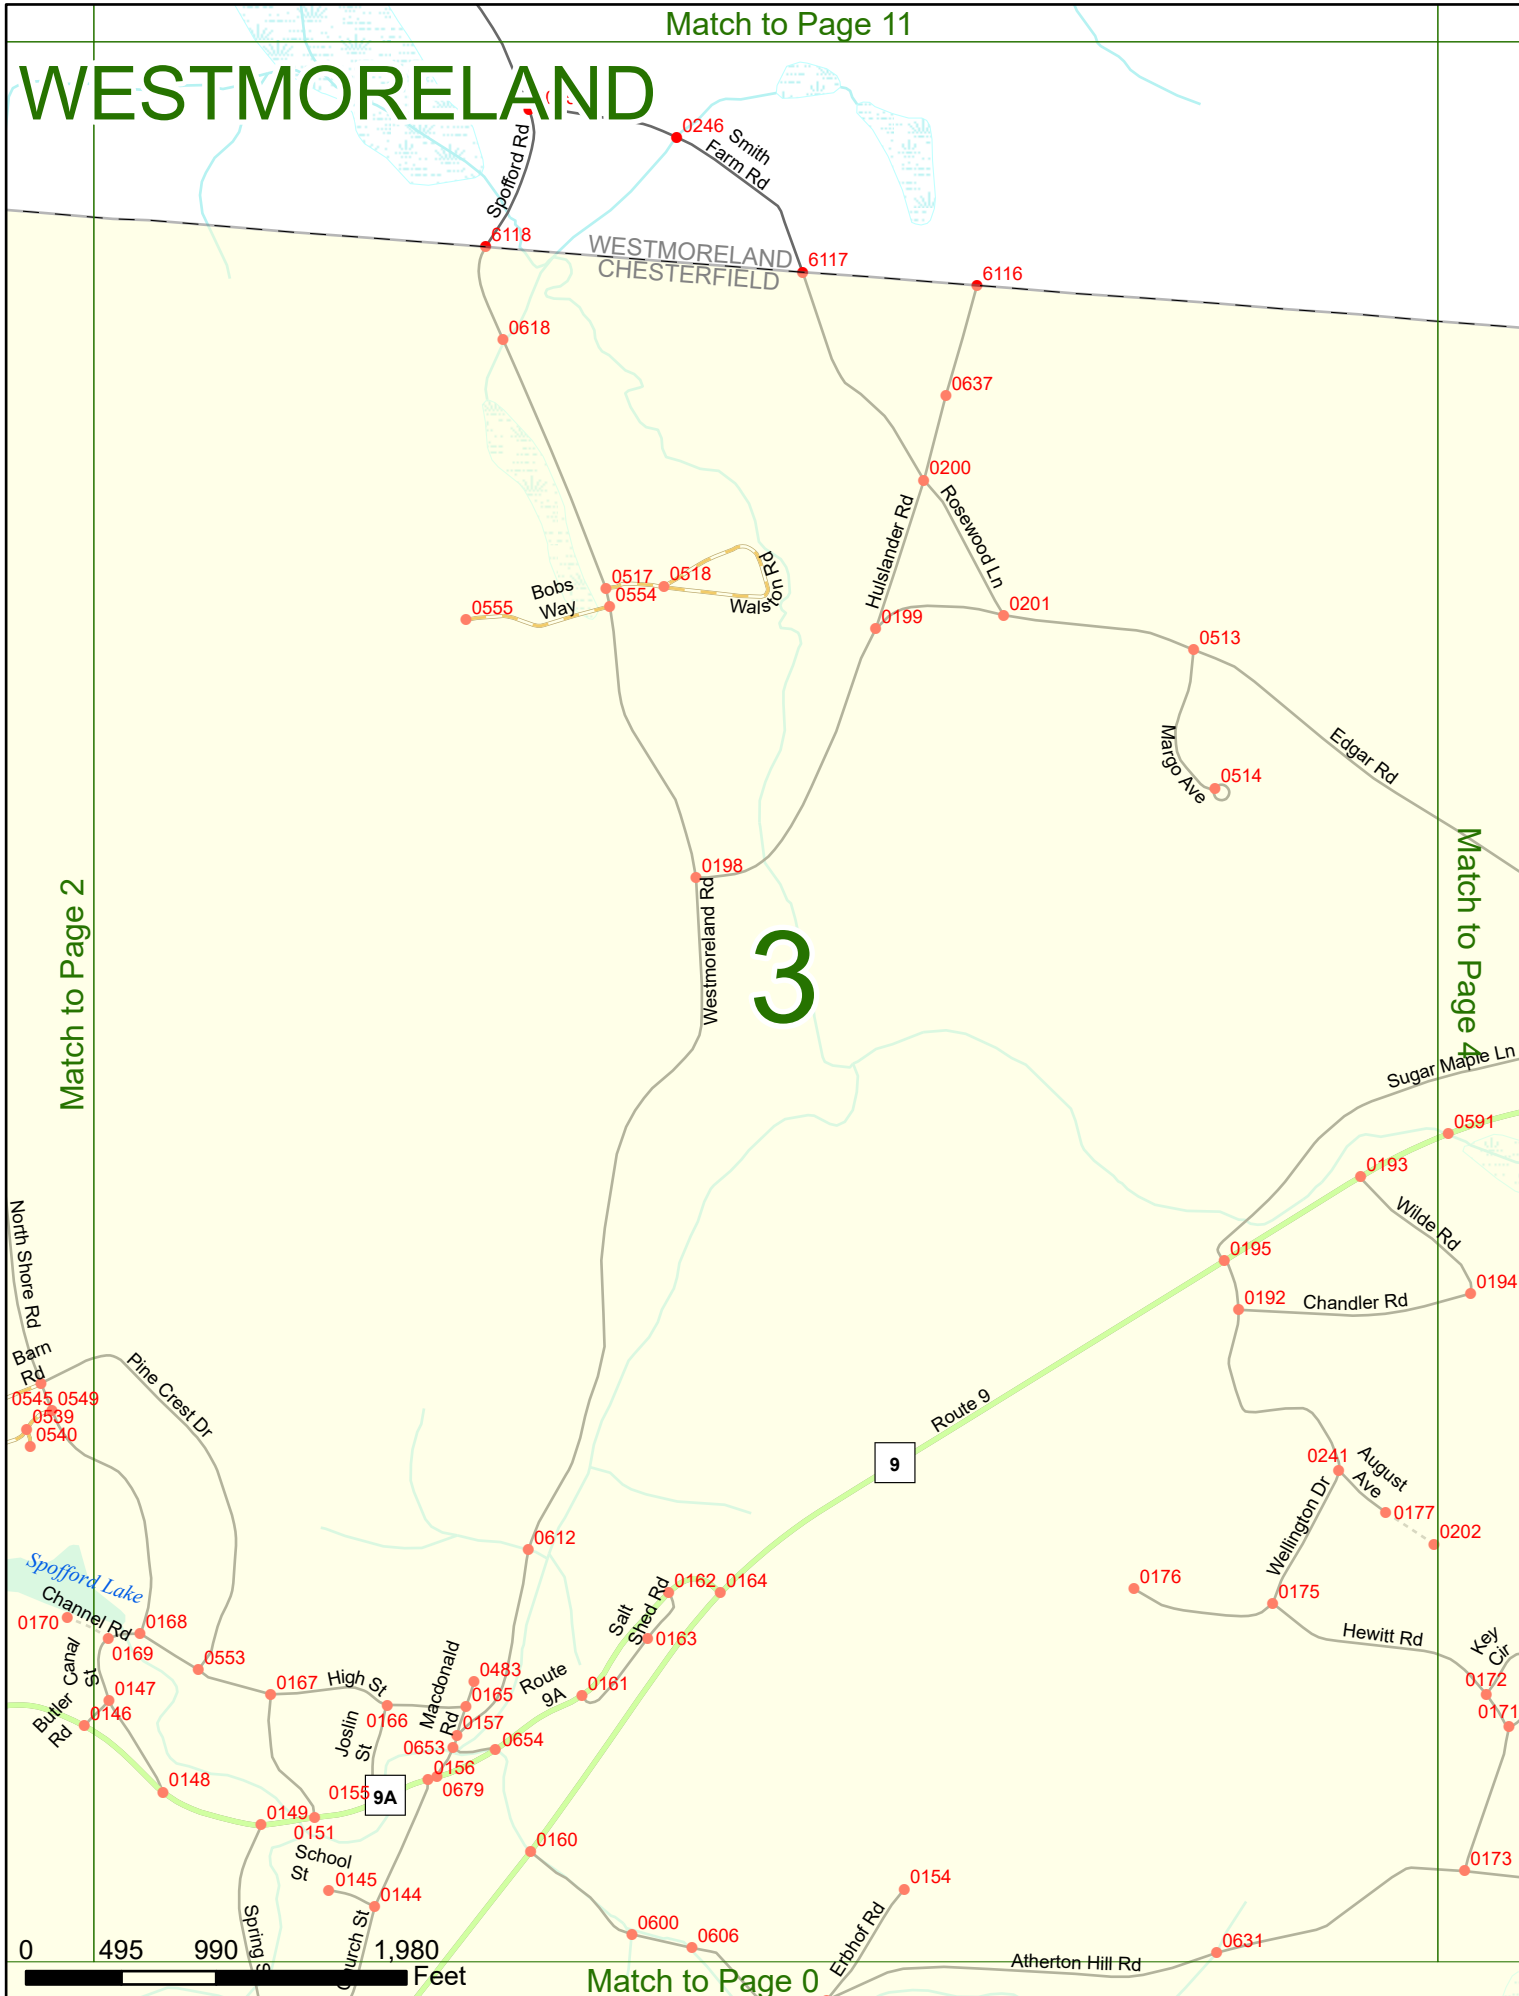 Match to Page 11
WESTMORELAND
0246
Smith
Farm Rd
Spofford Rd
6118
WESTMORELAND
CHESTERFIELD
6117
6116
0618
0637
0200
Rosewood Ln
Hulslander Rd
0517
0518
Walston Rd
Bobs
Way
0554
0555
0199
0201
0513
Margo Ave
0514
Edgar Rd
0198
Westmoreland Rd
3
Match to Page 2
Match to Page 4
Sugar Maple Ln
0591
0193
Wilde Rd
0195
0194
0192
Chandler Rd
North Shore Rd
Barn
Rd
Pine Crest Dr
0545
0549
0539
0540
Route 9
9
0241
August
Ave
0177
0202
Wellington Dr
0612
Spofford Lake
Channel Rd
0170
0168
0169
0162
0164
Salt
Shed Rd
0163
0176
0175
Hewitt Rd
Key
Cir
0172
0171
Canal
St
0553
0167
High St
0166
Macdonald
Rd
0483
0165
Route
9A
0161
0147
0146
Butler
Rd
Joslin
St
0157
0653
0654
0156
0679
0148
0155
9A
0149
0151
0160
School
St
0145
0144
0154
0173
Spring S
Church St
0600
0606
Erbhof Rd
0631
Atherton Hill Rd
0
495
990
1,980
Feet
Match to Page 0